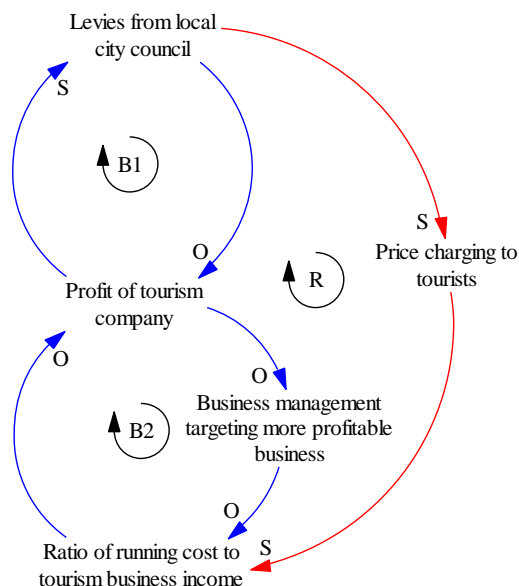 Levies from local
city council
S
B1
S
O
Price charging to
tourists
R
Profit of tourism
company
O
O
Business management
targeting more profitable
business
B2
O
S
Ratio of running cost to
tourism business income